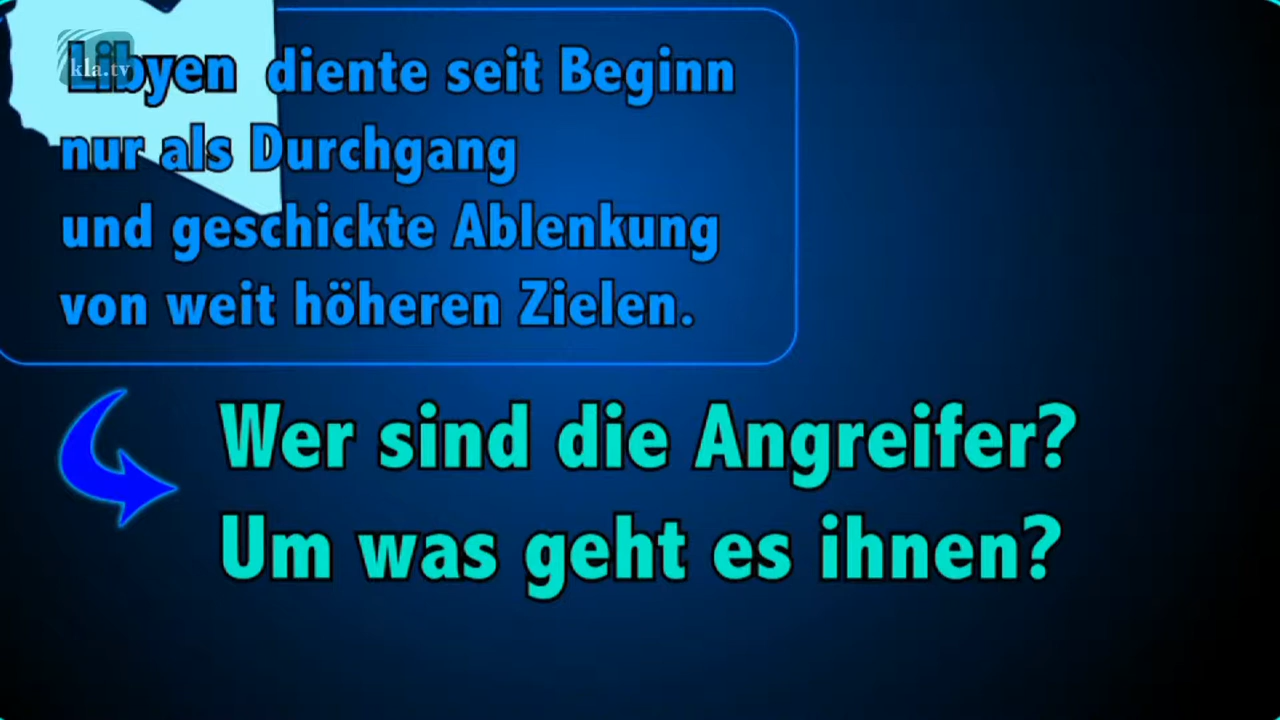 kla.tv
Libyen diente seit Beginn
nur als Durchgang
und geschickte Ablenkung
von weit höheren Zielen.
Wer sind die Angreifer?
Um was geht es ihnen?